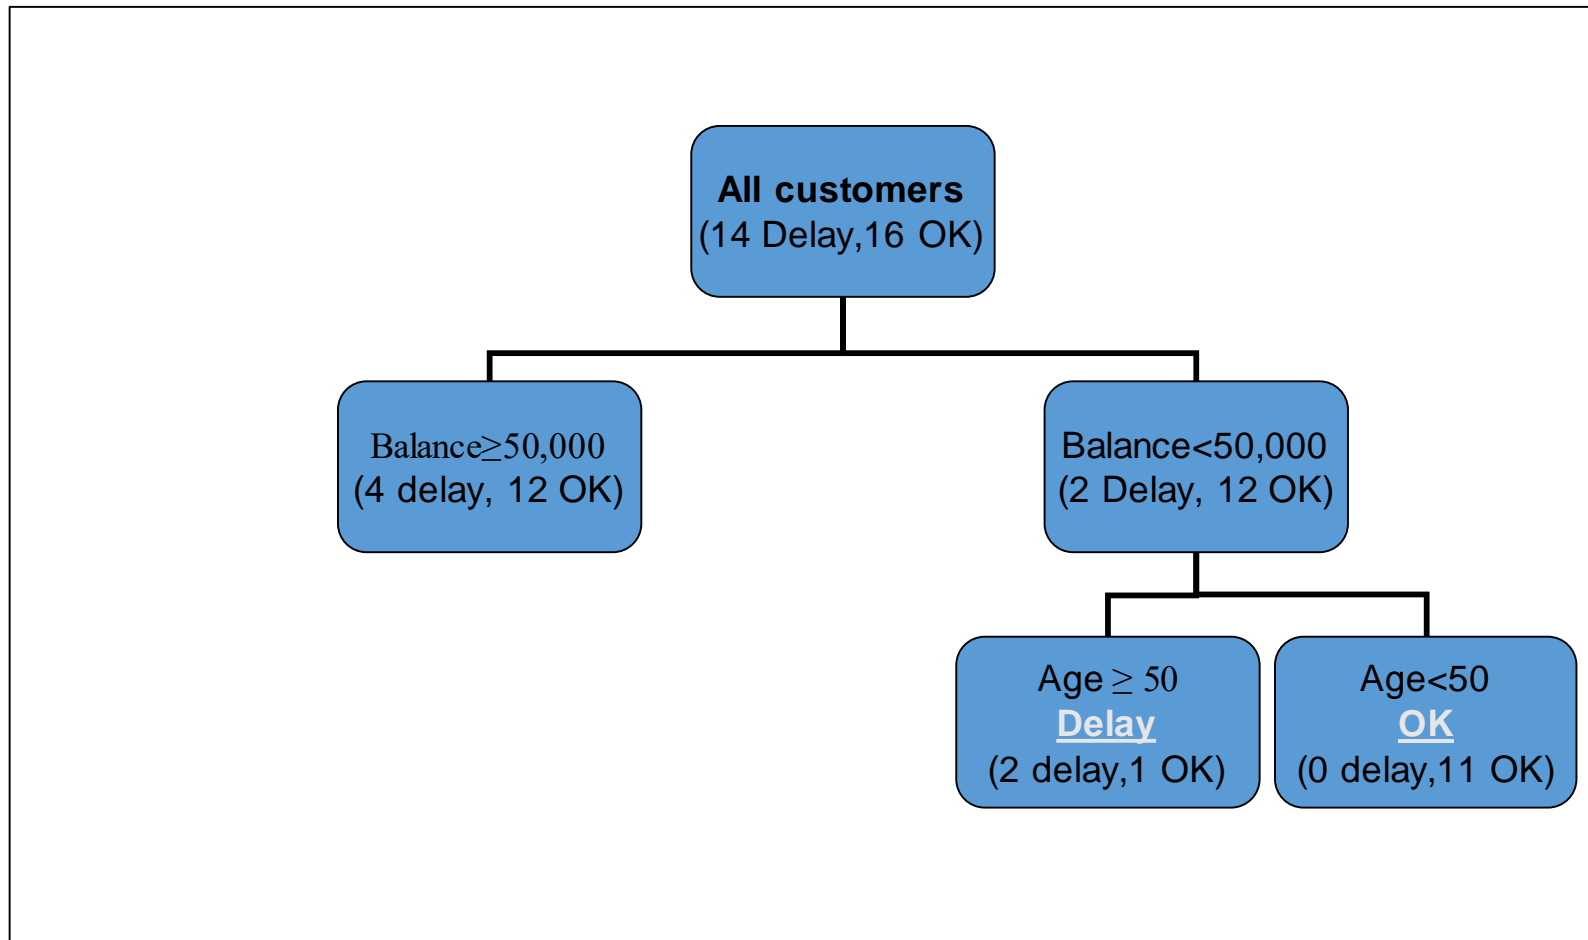 All customers
(14 Delay,16 OK)
Balance≥50,000
(4 delay, 12 OK)
Balance<50,000
(2 Delay, 12 OK)
Age ≥ 50
Delay
(2 delay,1 OK)
Age<50
OK
(0 delay,11 OK)